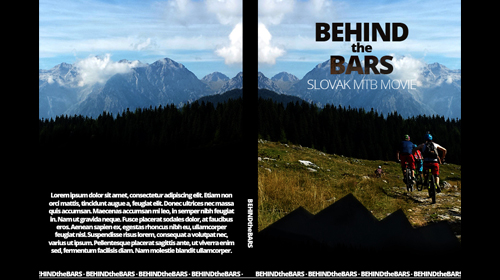 BEHIND
the
BARS
SLOVAK MTB MOVIE
Lorem ipsum dolor sit amet, consectetur adipiscing elit. Etiam non
orci mattis, tincidunt augue a, feugiat elit. Donec ultrices nec massa
quis accumsan. Maecenas accumsan mi leo, in semper nibh feugiat
in. Nam ut gravida neque. Fusce placerat sodales dolor, at faucibus
eros. Aenean sapien ex, egestas rhoncus nibh eu, ullamcorper
feugiat nisl. Suspendisse risus lorem, consequat a volutpat nec,
varius ut ipsum. Pellentesque placerat sagittis ante, ut viverra enim
sed, fermentum facilisis diam. Nam molestie blandit ullamcorper.
BEHINDtheBARS
BEHINDtheBARS · BEHINDtheBARS · BEHINDtheBARS · BEHINDtheBARS ·
BEHINDtheBARS · BEHINDtheBARS · BEHINDtheBARS · BEHINDtheBARS